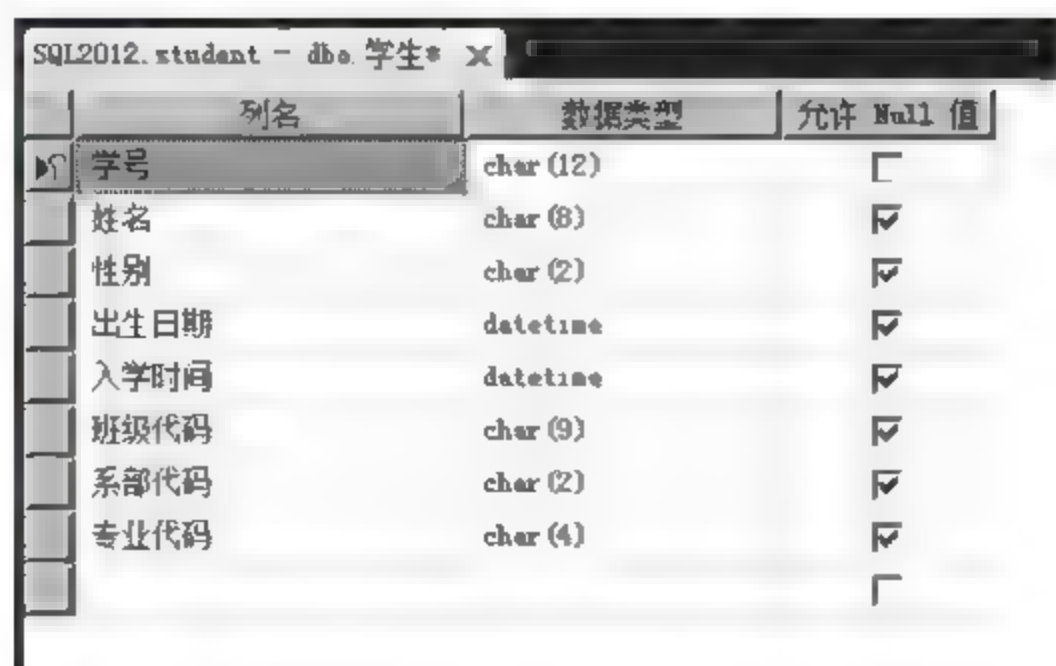 SQL2012.student - dbo.学生*
列名 数据类型 允许 Null 值
学号 char(12)
姓名 char(8)
性别 char(2)
出生日期 datetime
入学时间 datetime
班级代码 char(9)
系部代码 char(2)
专业代码 char(4)